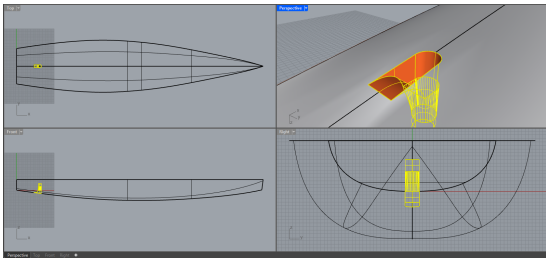 Top
Perspective
Front
Right
Perspective Top Front Right